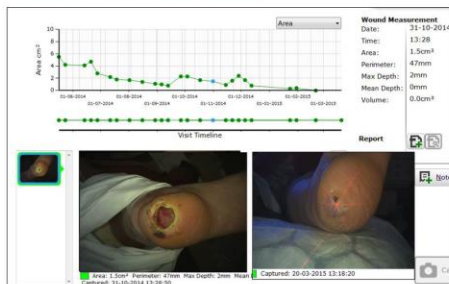 Area
Wound Measurement
Date: 31-10-2014
Time: 13:28
Area: 1.5cm²
Perimeter: 47mm
Max Depth: 2mm
Mean Depth: 0mm
Volume: 0.0cm³
Report
Area cm²
10
8
6
4
2
0
01-06-2014 01-08-2014 01-10-2014 01-12-2014 01-02-2015
01-07-2014 01-09-2014 01-11-2014 01-01-2015 01-03-2015
Visit Timeline
Note
Ca
Area: 1.5cm² Perimeter: 47mm Max Depth: 2mm Mean
Captured: 31-10-2014 13:28:50
Captured: 20-03-2015 13:18:20